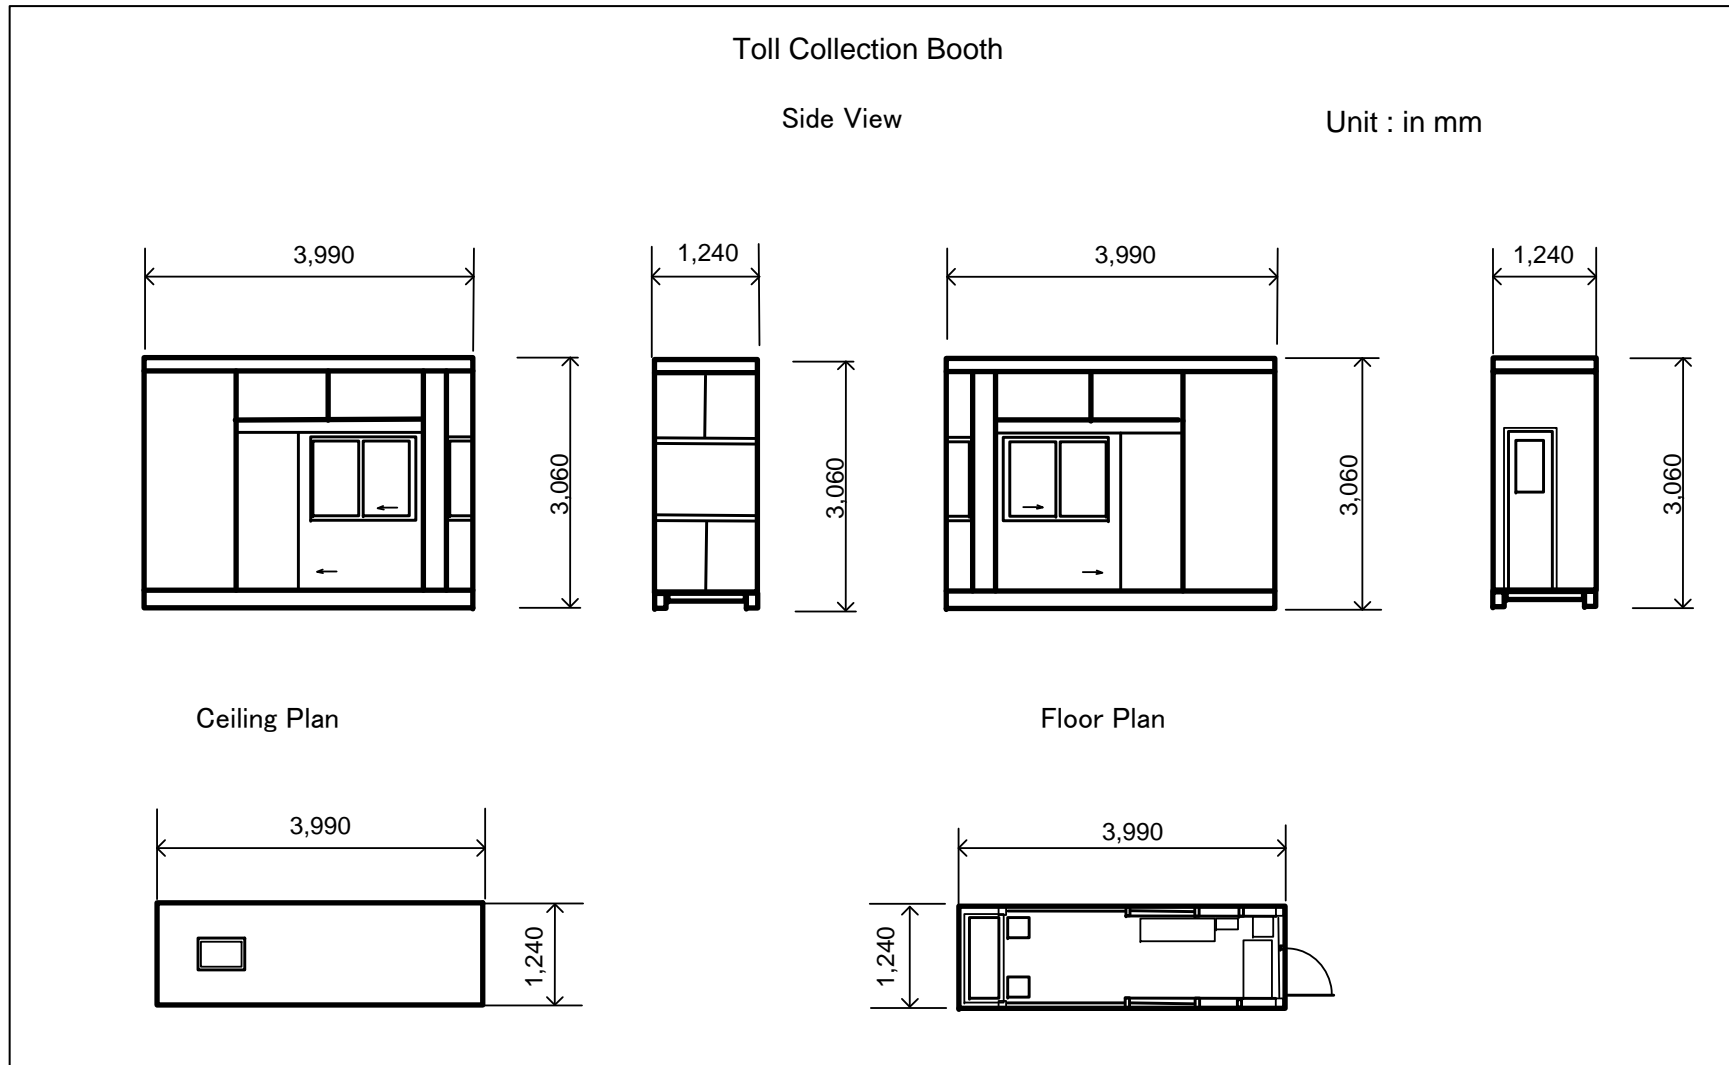 Toll Collection Booth
Side View
Unit : in mm
3,990
1,240
3,990
1,240
3,060
3,060
3,060
3,060
Ceiling Plan
Floor Plan
3,990
3,990
1,240
1,240